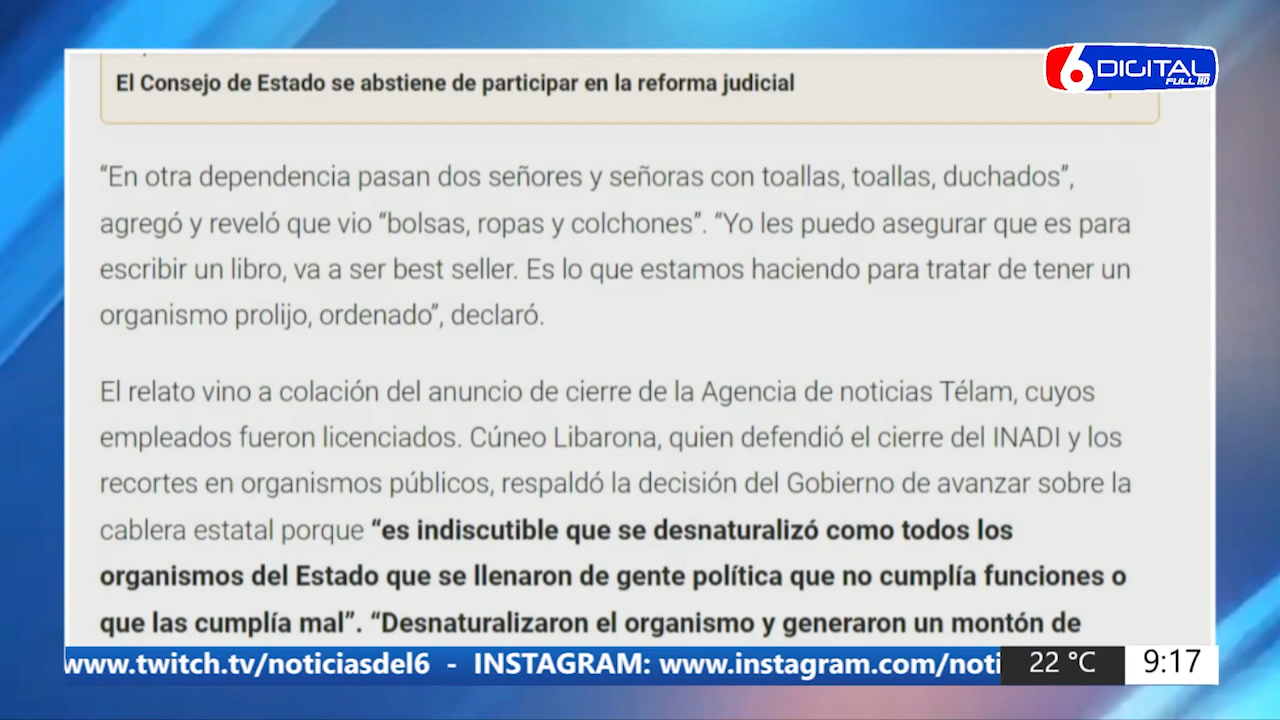 6 DIGITAL
FULL HD
El Consejo de Estado se abstiene de participar en la reforma judicial
“En otra dependencia pasan dos señores y señoras con toallas, toallas, duchados”,
agregó y reveló que vio “bolsas, ropas y colchones”. “Yo les puedo asegurar que es para
escribir un libro, va a ser best seller. Es lo que estamos haciendo para tratar de tener un
organismo prolijo, ordenado”, declaró.
El relato vino a colación del anuncio de cierre de la Agencia de noticias Télam, cuyos
empleados fueron licenciados. Cúneo Libarona, quien defendió el cierre del INADI y los
recortes en organismos públicos, respaldó la decisión del Gobierno de avanzar sobre la
cablera estatal porque “es indiscutible que se desnaturalizó como todos los
organismos del Estado que se llenaron de gente política que no cumplía funciones o
que las cumplía mal”. “Desnaturalizaron el organismo y generaron un montón de
www.twitch.tv/noticiasdel6 - INSTAGRAM: www.instagram.com/noti
22 °C
9:17